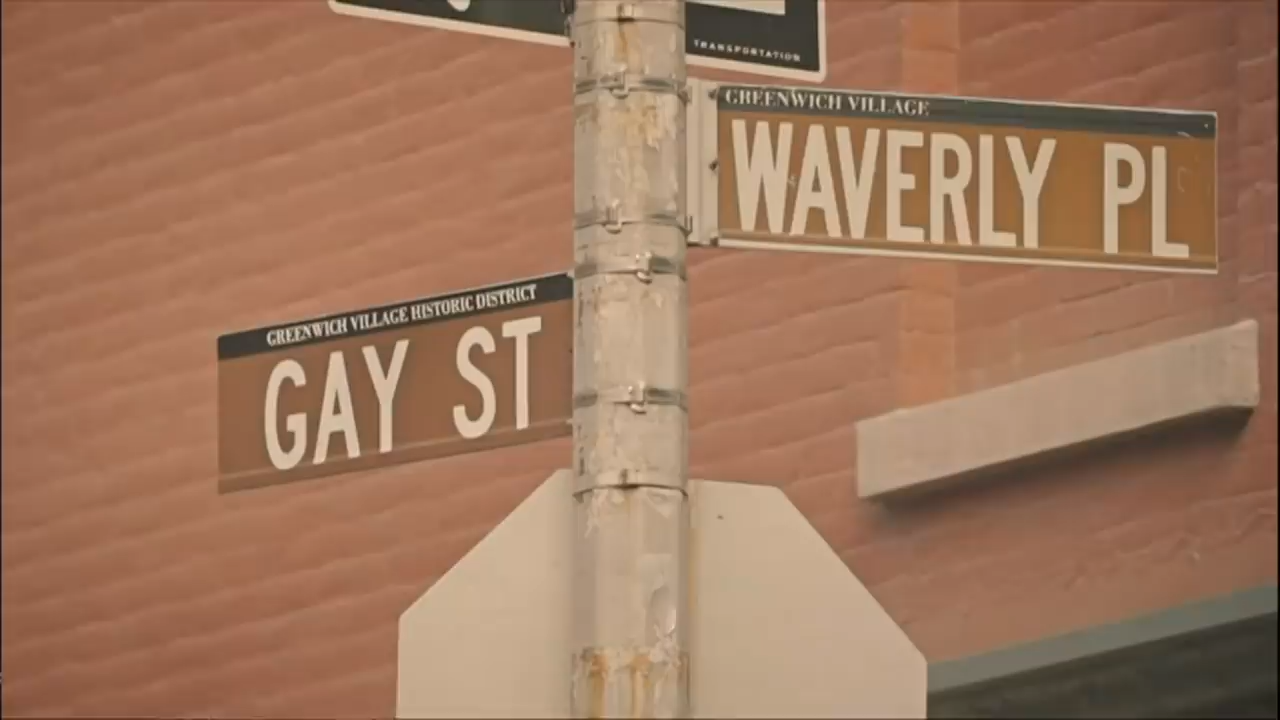 TRANSPORTATION
GREENWICH VILLAGE
WAVERLY PL
GREENWICH VILLAGE HISTORIC DISTRICT
GAY ST